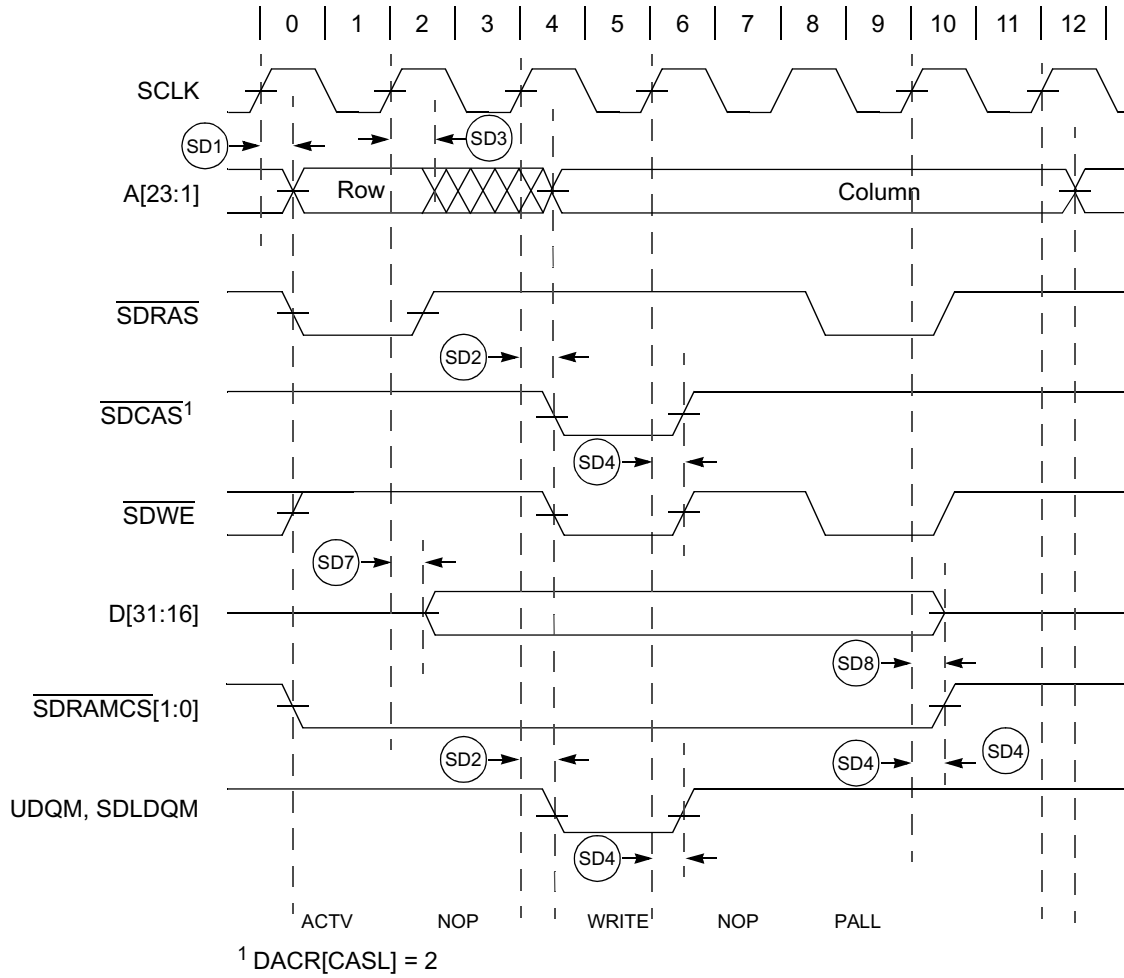 0 1 2 3 4 5 6 7 8 9 10 11 12
SCLK
SD1
SD3
A[23:1]
Row
Column
SDRAS
SD2
SDCAS1
SD4
SDWE
SD7
D[31:16]
SD8
SDRAMCS[1:0]
SD2
SD4
SD4
UDQM, SDLDQM
SD4
ACTV NOP WRITE NOP PALL
1 DACR[CASL] = 2